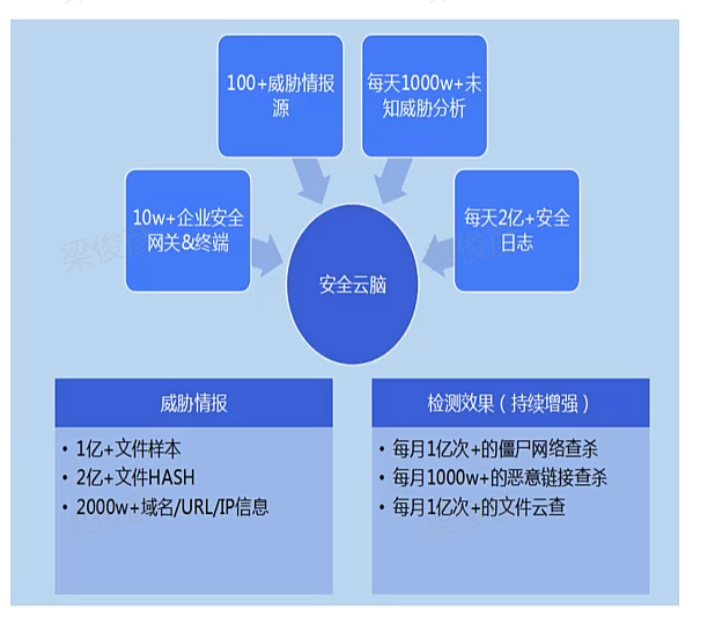 100+威胁情报
源
每天1000w+未
知威胁分析
10w+企业安全
网关&终端
每天2亿+安全
日志
安全云脑
威胁情报
• 1亿+文件样本
• 2亿+文件HASH
• 2000w+域名/URL/IP信息
检测效果（持续增强）
• 每月1亿次+的僵尸网络查杀
• 每月1000w+的恶意链接查杀
• 每月1亿次+的文件云查